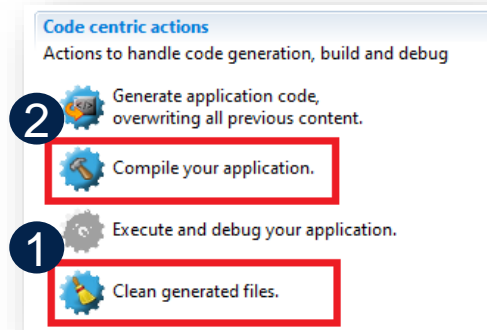 Code centric actions
Actions to handle code generation, build and debug
Generate application code,
overwriting all previous content.
2
Compile your application.
Execute and debug your application.
1
Clean generated files.